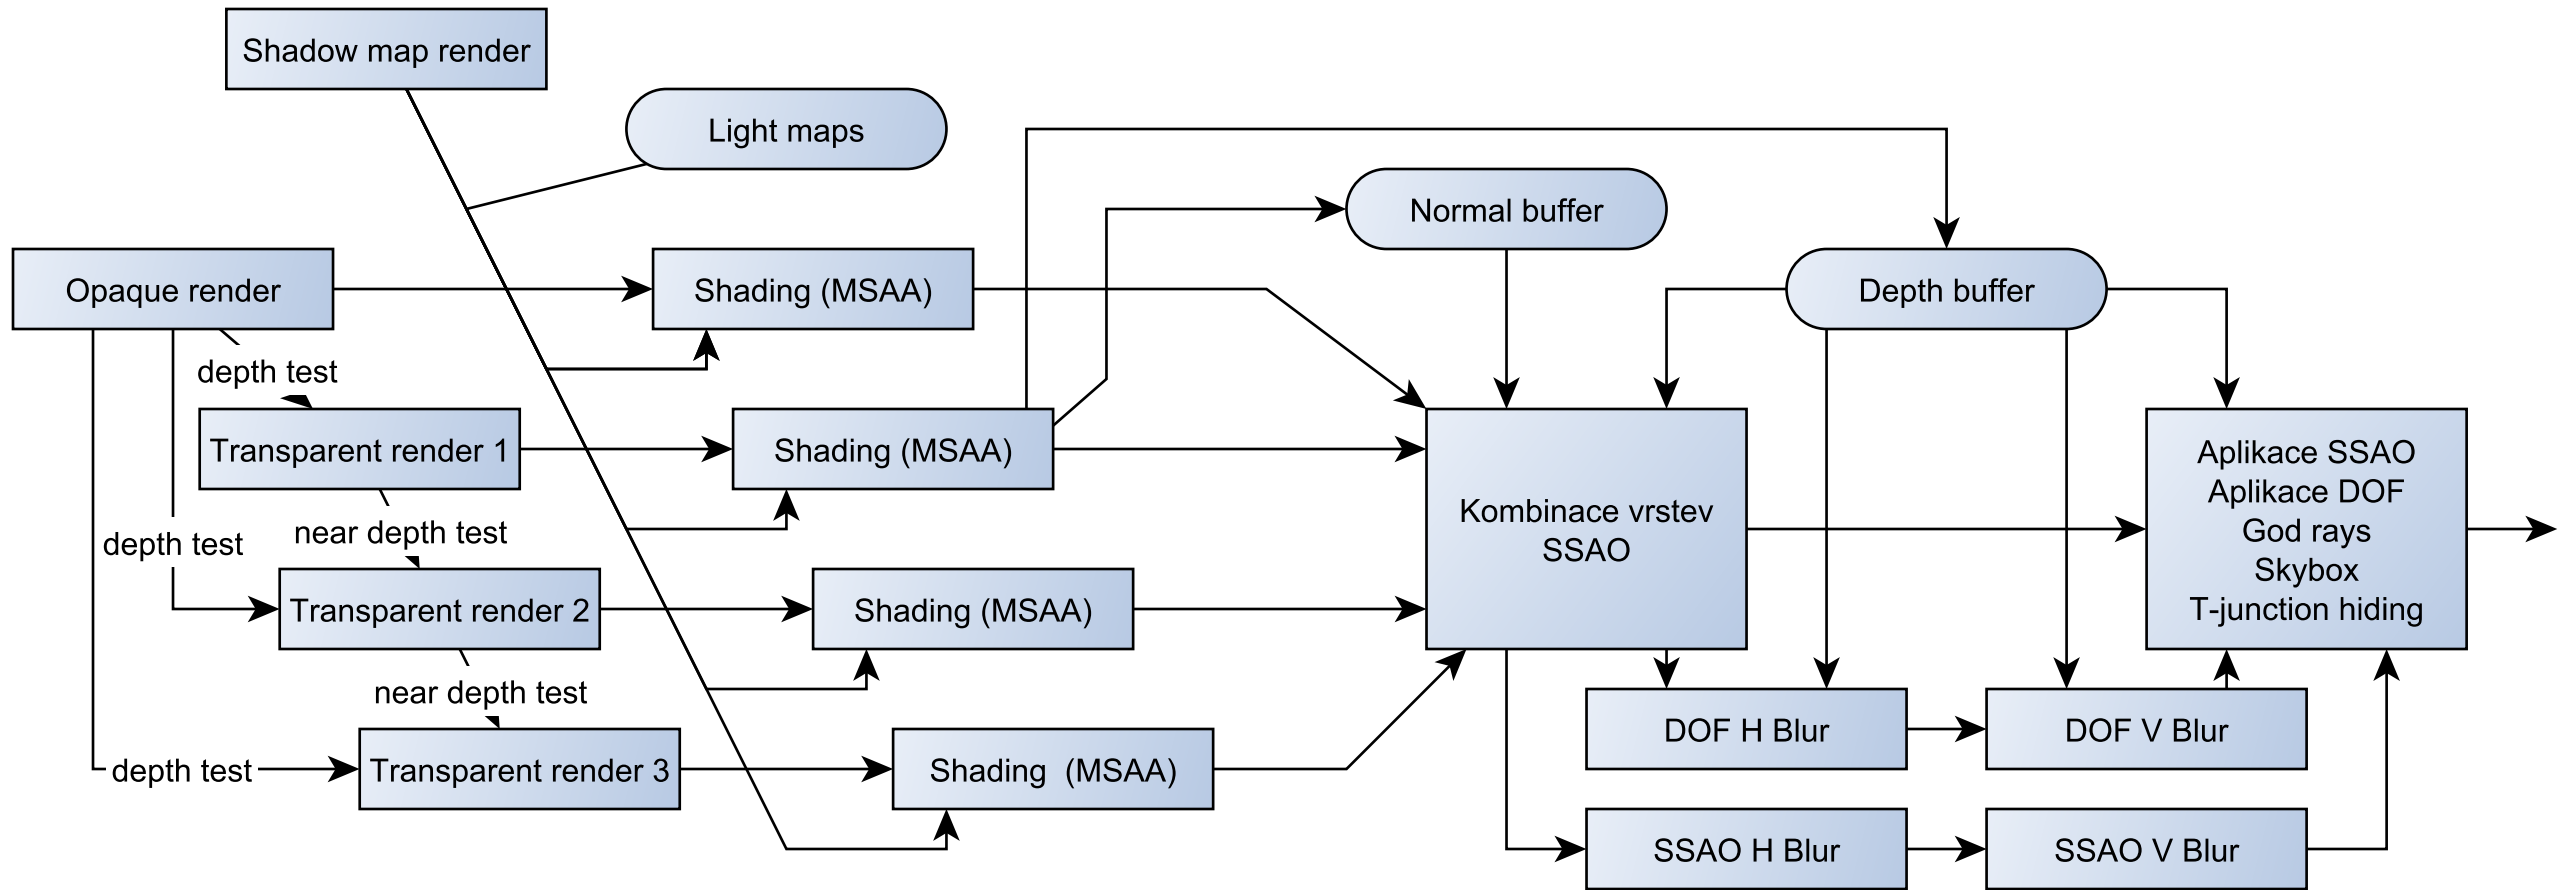 Shadow map render
Light maps
Normal buffer
Opaque render
Shading (MSAA)
Depth buffer
depth test
Transparent render 1
Shading (MSAA)
Kombinace vrstev
SSAO
Aplikace SSAO
Aplikace DOF
God rays
Skybox
T-junction hiding
near depth test
depth test
Transparent render 2
Shading (MSAA)
near depth test
depth test
Transparent render 3
Shading (MSAA)
DOF H Blur
DOF V Blur
SSAO H Blur
SSAO V Blur